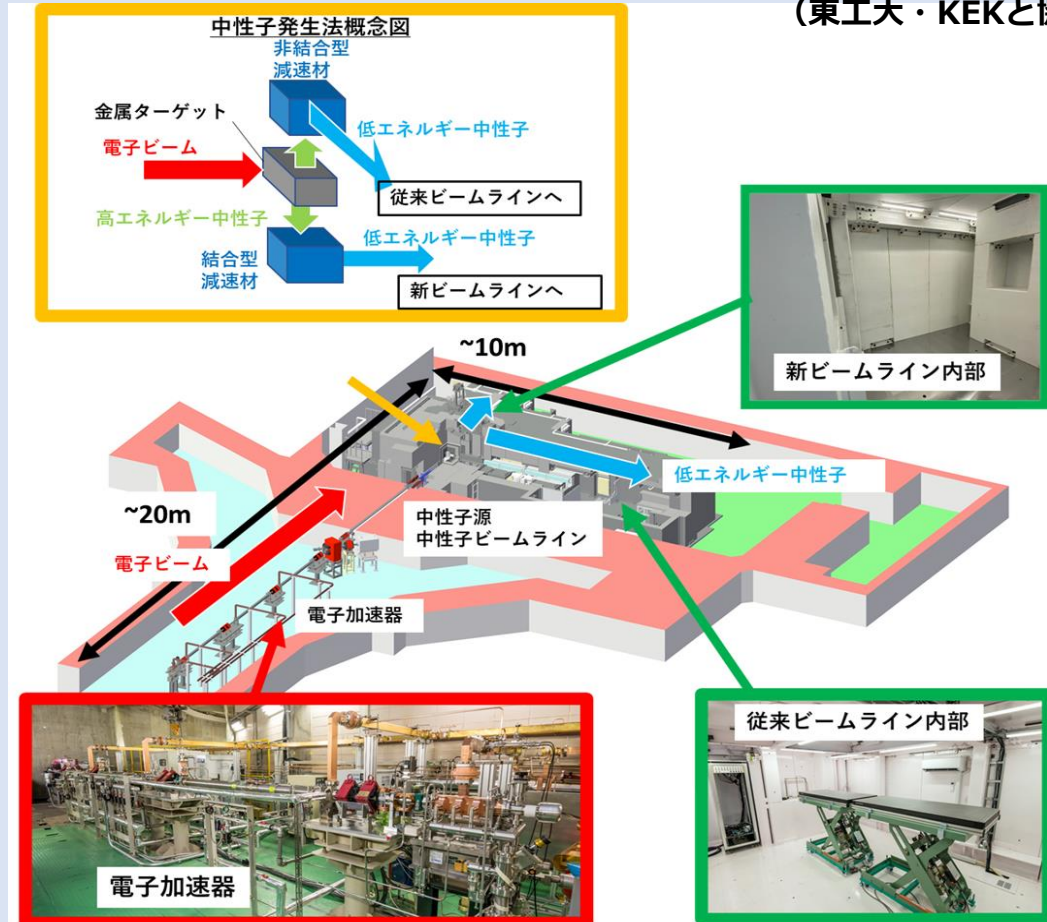 （東工大・KEKと
中性子発生法概念図
非結合型
減速材
金属ターゲット
低エネルギー中性子
電子ビーム
従来ビームラインへ
高エネルギー中性子
低エネルギー中性子
結合型
減速材
新ビームラインへ
~10m
新ビームライン内部
低エネルギー中性子
~20m
中性子源
中性子ビームライン
電子ビーム
電子加速器
従来ビームライン内部
電子加速器